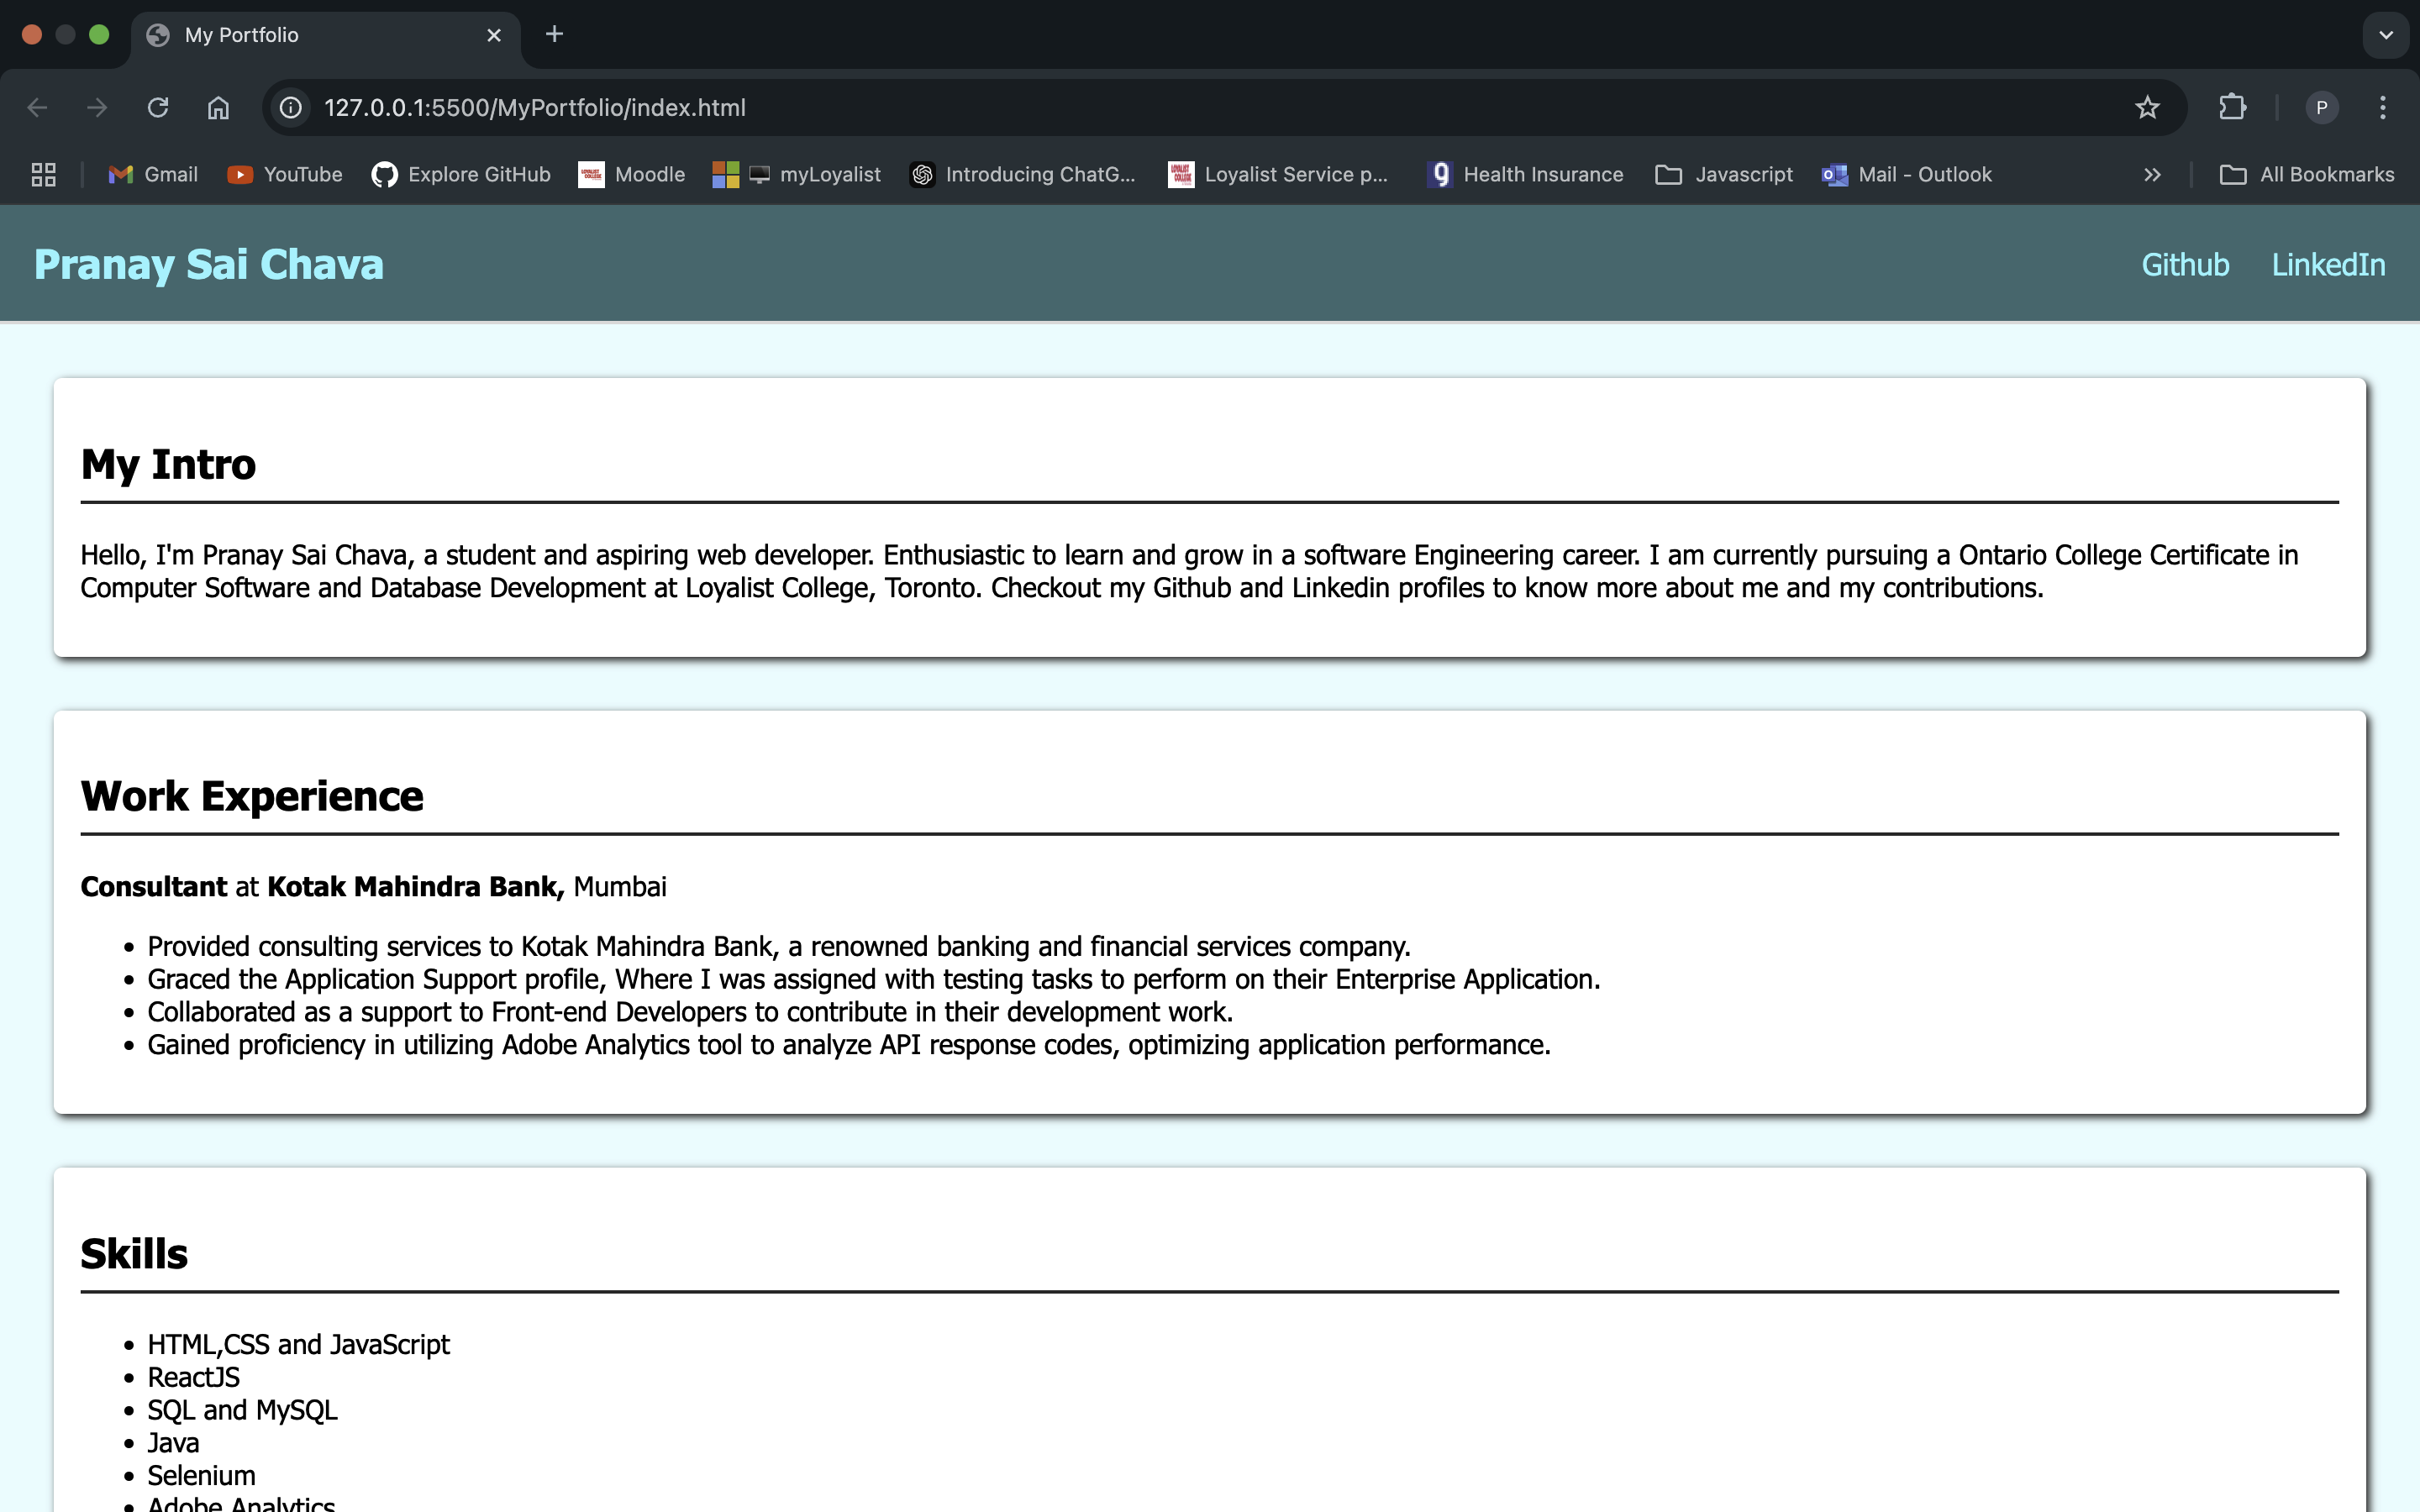 My Portfolio
127.0.0.1:5500/MyPortfolio/index.html
P
Gmail YouTube Explore GitHub Moodle myLoyalist Introducing ChatG... Loyalist Service p... Health Insurance Javascript Mail - Outlook All Bookmarks
Pranay Sai Chava Github LinkedIn
My Intro
Hello, I'm Pranay Sai Chava, a student and aspiring web developer. Enthusiastic to learn and grow in a software Engineering career. I am currently pursuing a Ontario College Certificate in
Computer Software and Database Development at Loyalist College, Toronto. Checkout my Github and Linkedin profiles to know more about me and my contributions.
Work Experience
Consultant at Kotak Mahindra Bank, Mumbai
• Provided consulting services to Kotak Mahindra Bank, a renowned banking and financial services company.
• Graced the Application Support profile, Where I was assigned with testing tasks to perform on their Enterprise Application.
• Collaborated as a support to Front-end Developers to contribute in their development work.
• Gained proficiency in utilizing Adobe Analytics tool to analyze API response codes, optimizing application performance.
Skills
• HTML,CSS and JavaScript
• ReactJS
• SQL and MySQL
• Java
• Selenium
• Adobe Analytics